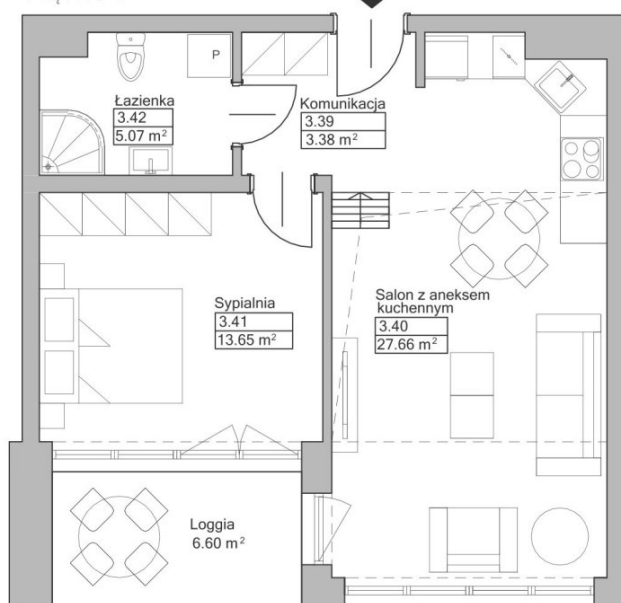 P
Łazienka
3.42
5.07 m²
Komunikacja
3.39
3.38 m²
Sypialnia
3.41
13.65 m²
Salon z aneksem
kuchennym
3.40
27.66 m²
Loggia
6.60 m²